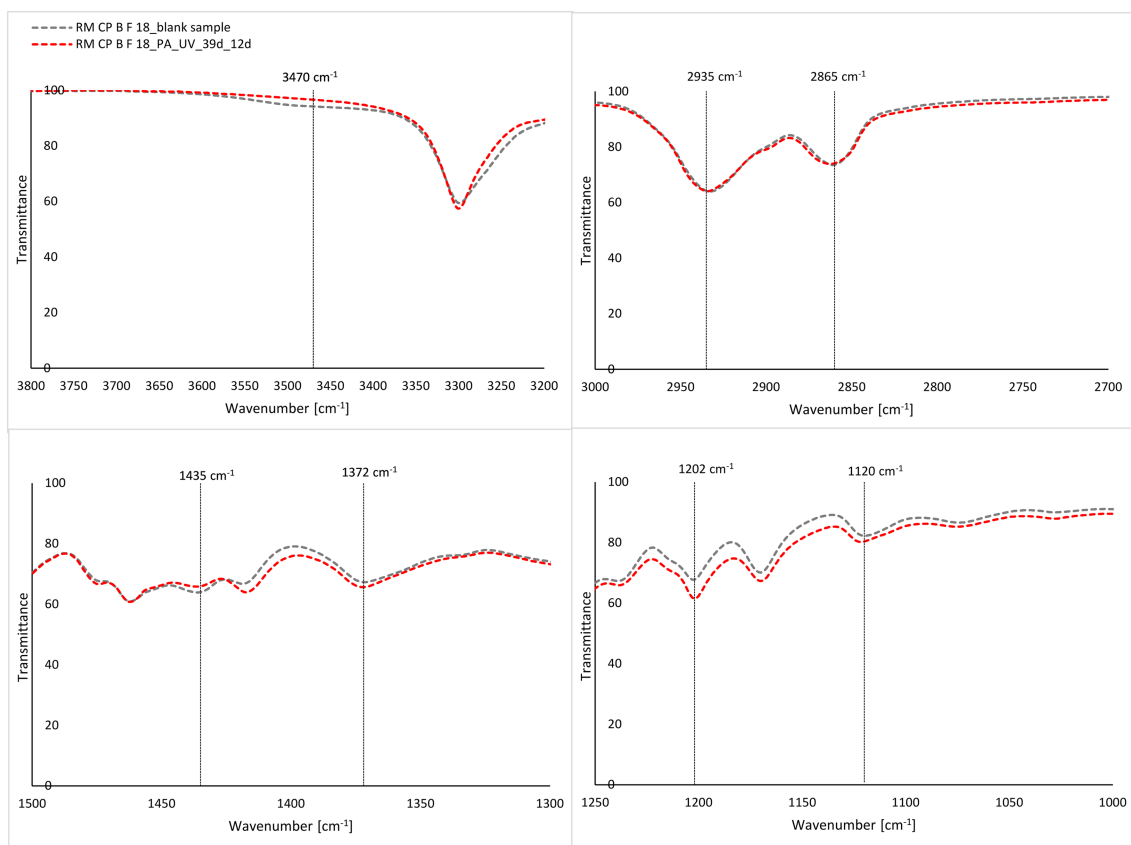 RM CP B F 18_blank sample
RM CP B F 18_PA_UV_39d_12d
3470 cm⁻¹
100
80
60
40
20
0
Transmittance
3800 3750 3700 3650 3600 3550 3500 3450 3400 3350 3300 3250 3200
Wavenumber [cm⁻¹]
2935 cm⁻¹ 2865 cm⁻¹
100
80
60
40
20
0
Transmittance
3000 2950 2900 2850 2800 2750 2700
Wavenumber [cm⁻¹]
1435 cm⁻¹ 1372 cm⁻¹
100
80
60
40
20
0
Transmittance
1500 1450 1400 1350 1300
Wavenumber [cm⁻¹]
1202 cm⁻¹ 1120 cm⁻¹
100
80
60
40
20
0
Transmittance
1250 1200 1150 1100 1050 1000
Wavenumber [cm⁻¹]